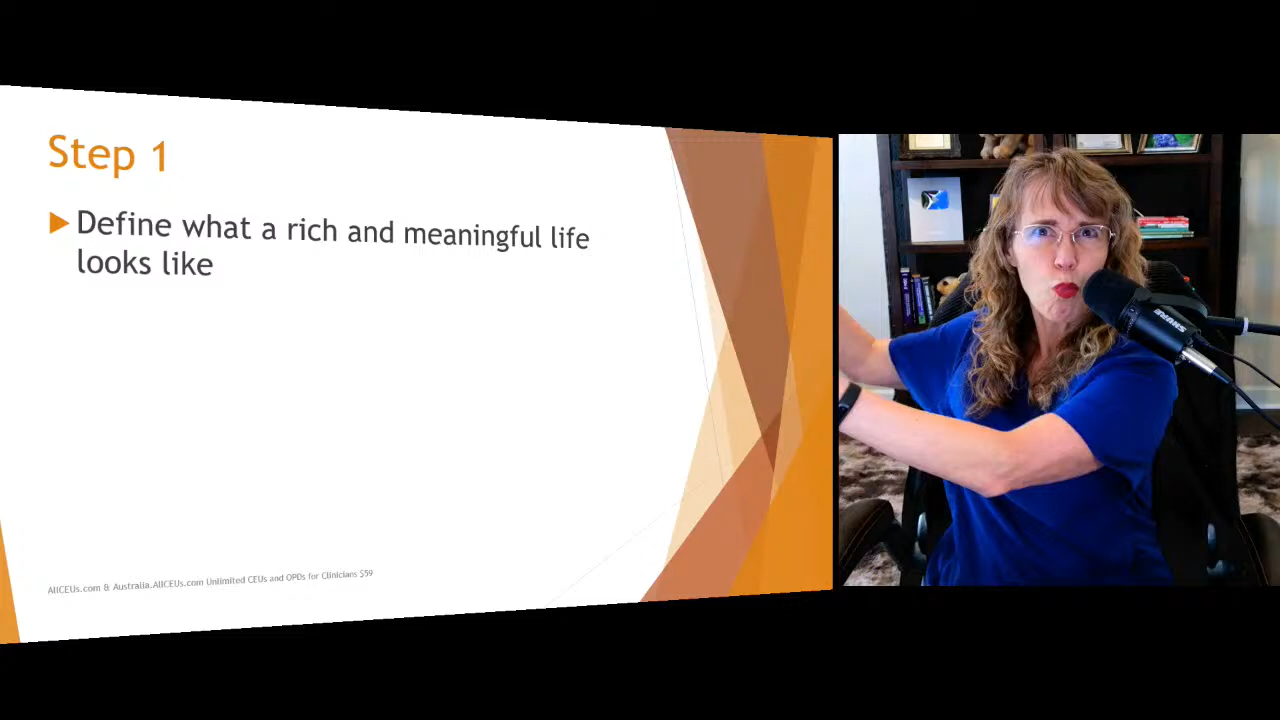 Step 1
Define what a rich and meaningful life
looks like
AllCEUs.com & Australia.AllCEUs.com Unlimited CEUs and OPDs for Clinicians $59
SHURE